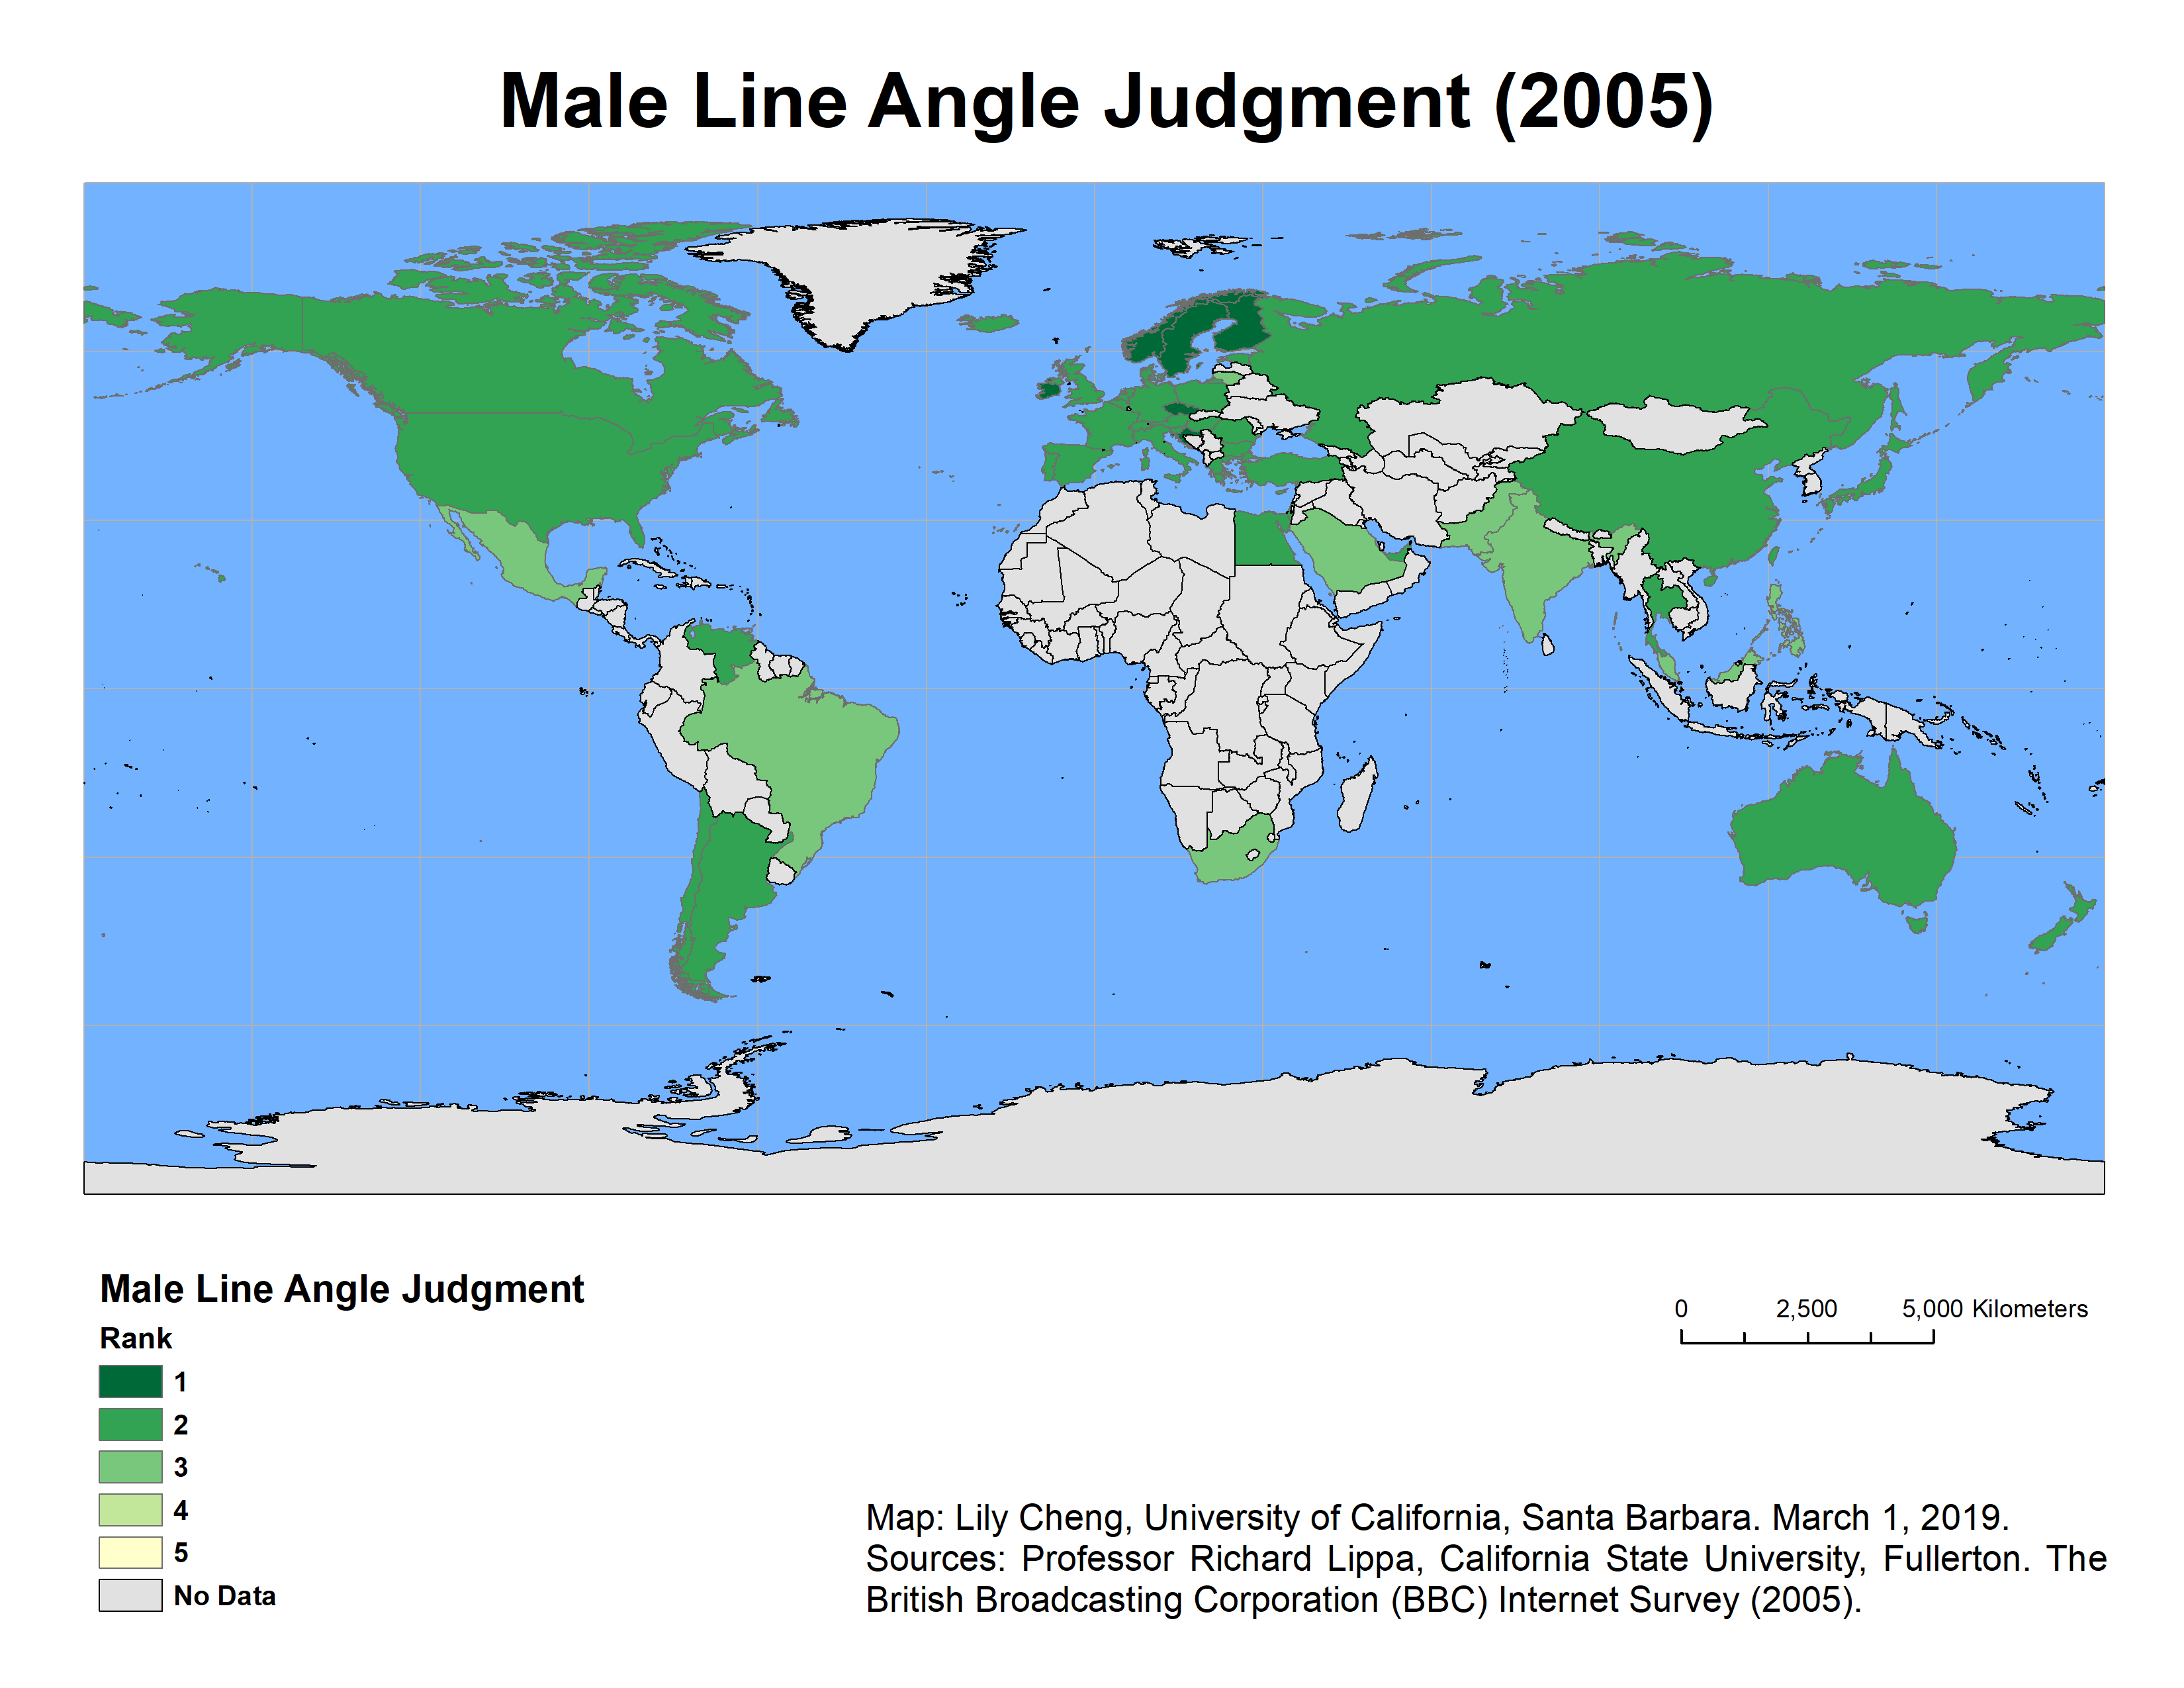 Male Line Angle Judgment (2005)
Male Line Angle Judgment
Rank
1
2
3
4
5
No Data
0 2,500 5,000 Kilometers
Map: Lily Cheng, University of California, Santa Barbara. March 1, 2019.
Sources: Professor Richard Lippa, California State University, Fullerton. The
British Broadcasting Corporation (BBC) Internet Survey (2005).